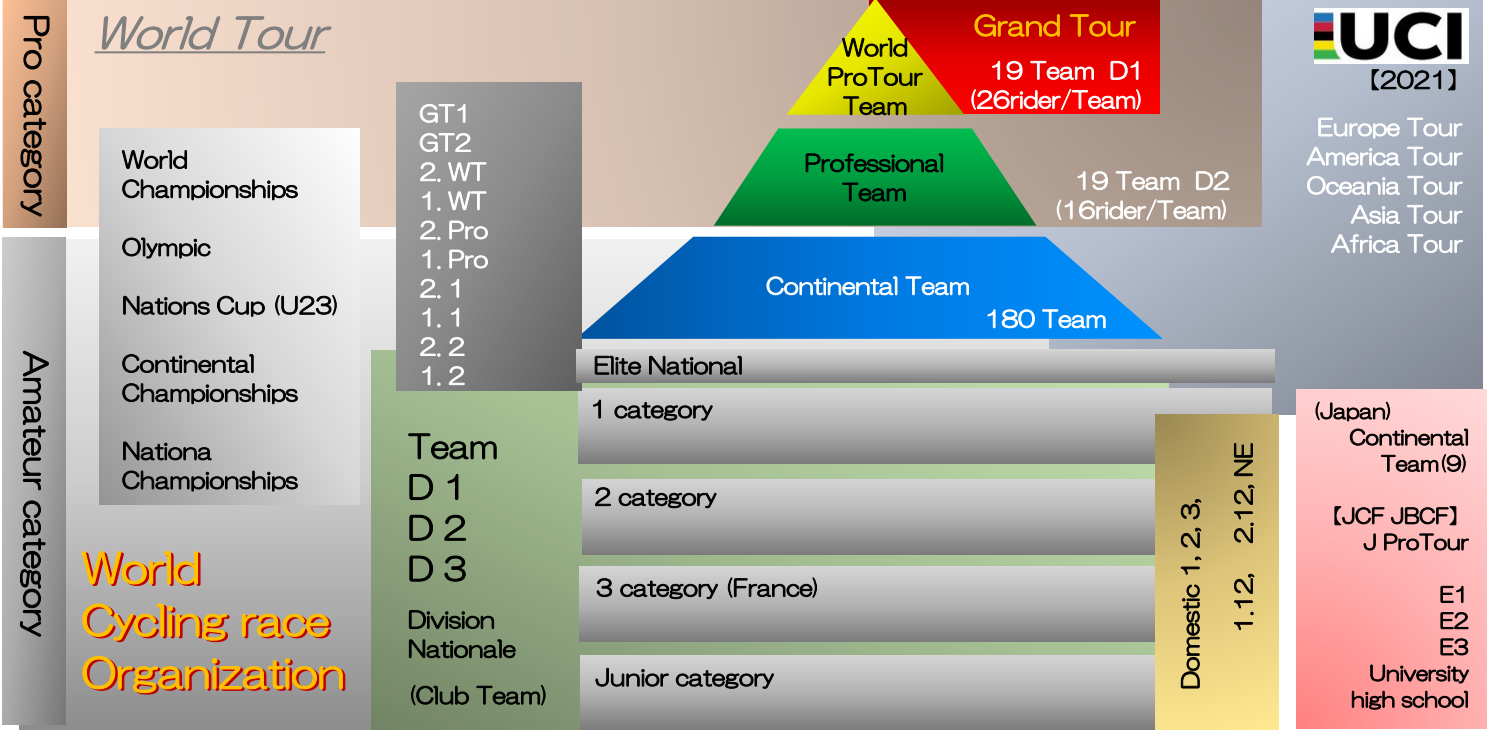 Pro category
World Tour
World
ProTour
Team
Grand Tour
19 Team D1
(26rider/Team)
UCI
【2021】
Europe Tour
America Tour
Oceania Tour
Asia Tour
Africa Tour
GT1
GT2
2. WT
1. WT
2. Pro
1. Pro
2. 1
1. 1
2. 2
1. 2
World
Championships
Olympic
Nations Cup (U23)
Continental
Championships
Nationa
Championships
Professional
Team
19 Team D2
(16rider/Team)
Continental Team
180 Team
Amateur category
World
Cycling race
Organization
Team
D 1
D 2
D 3
Division
Nationale
(Club Team)
Elite National
1 category
2 category
3 category (France)
Junior category
Domestic 1, 2, 3,
1.12, 2.12, NE
(Japan)
Continental
Team(9)
【JCF JBCF】
J ProTour
E1
E2
E3
University
high school